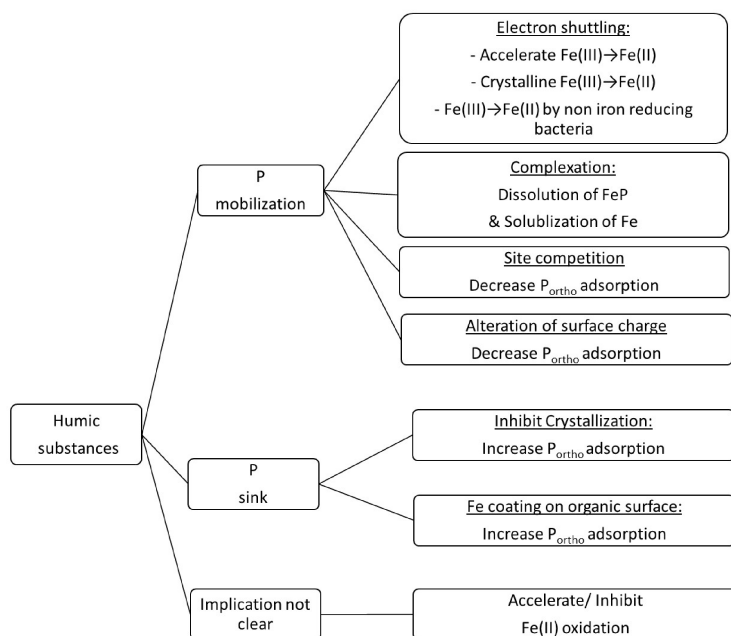 Electron shuttling:
- Accelerate Fe(III)→Fe(II)
- Crystalline Fe(III)→Fe(II)
- Fe(III)→Fe(II) by non iron reducing
bacteria
P
mobilization
Complexation:
Dissolution of FeP
& Solublization of Fe
Site competition
Decrease Portho adsorption
Alteration of surface charge
Decrease Portho adsorption
Humic
substances
Inhibit Crystallization:
Increase Portho adsorption
P
sink
Fe coating on organic surface:
Increase Portho adsorption
Implication not
clear
Accelerate/ Inhibit
Fe(II) oxidation